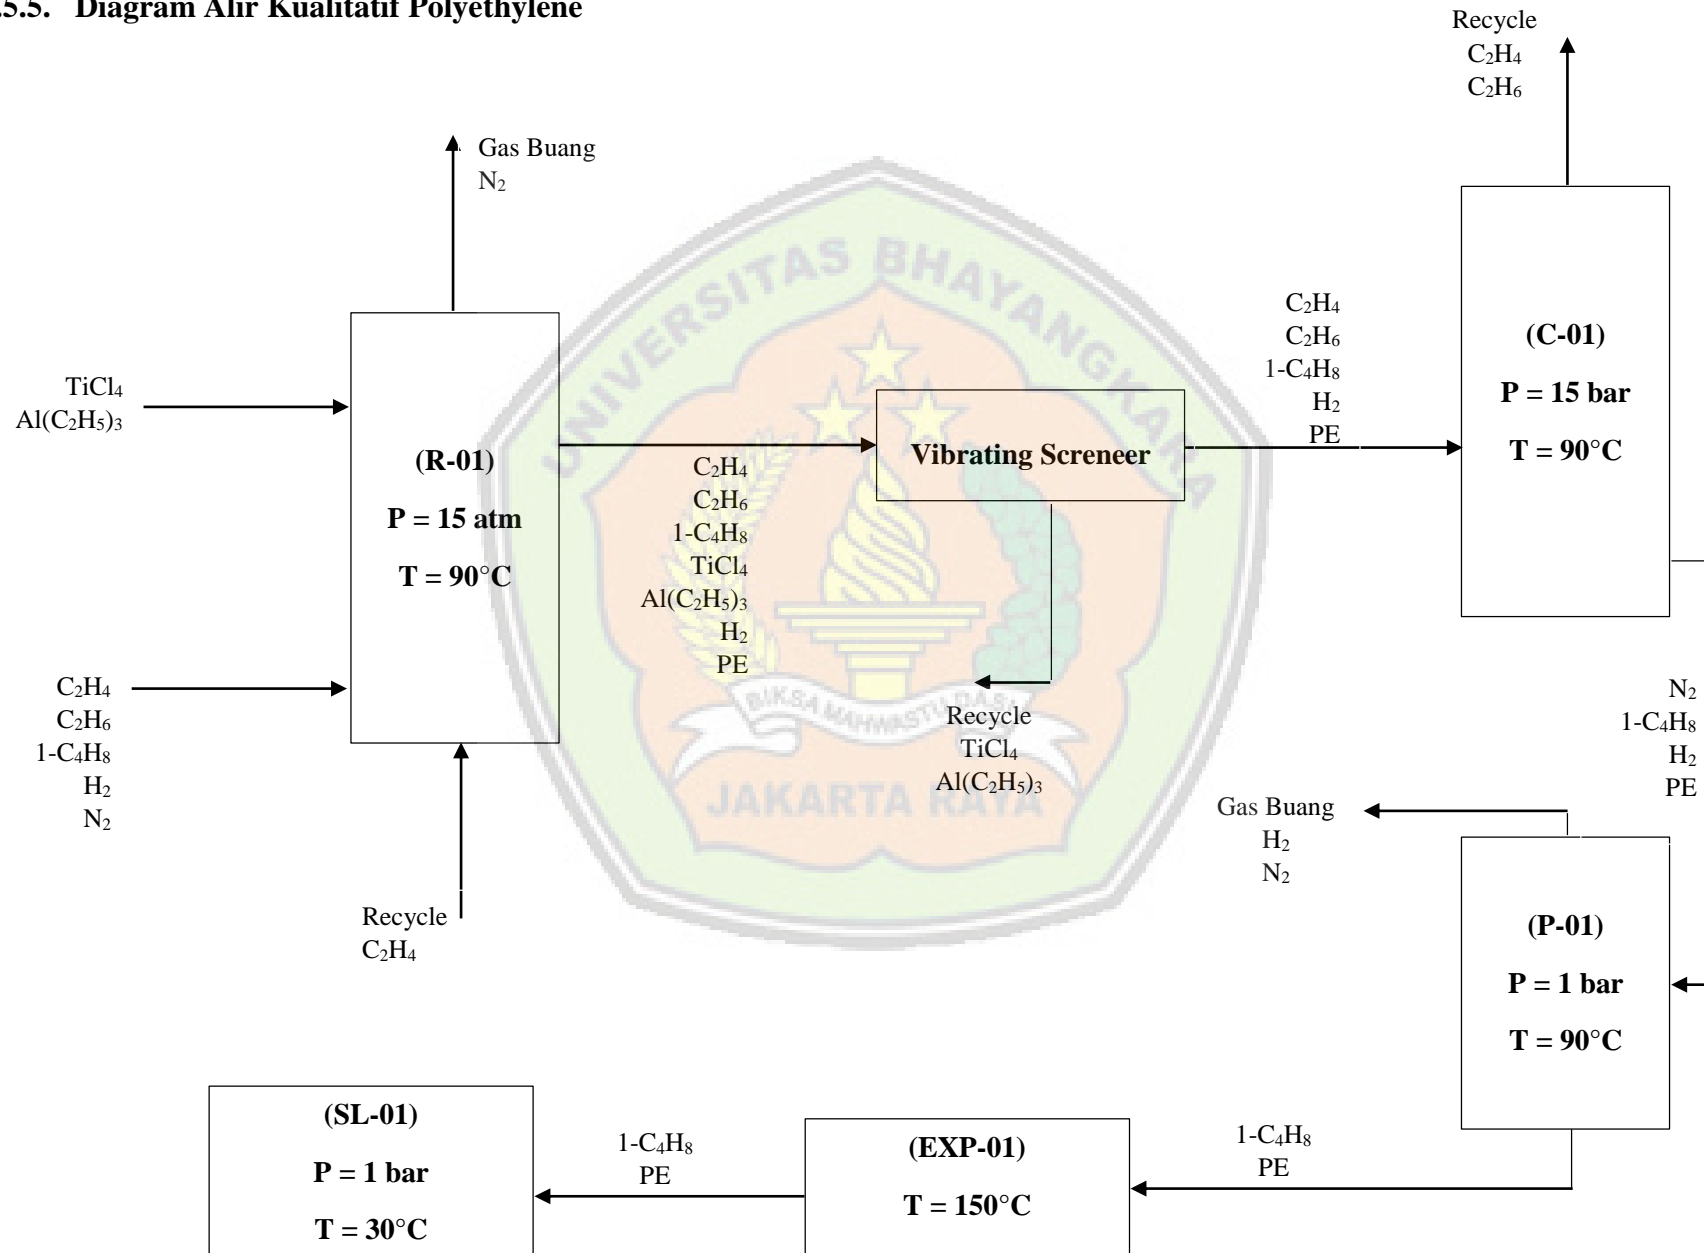 .5.5. Diagram Alir Kualitatif Polyethylene
Recycle
C₂H₄
C₂H₆
Gas Buang
N₂
TiCl₄
Al(C₂H₅)₃
(R-01)
P = 15 atm
T = 90°C
C₂H₄
C₂H₆
1-C₄H₈
H₂
N₂
Recycle
C₂H₄
C₂H₄
C₂H₆
1-C₄H₈
TiCl₄
Al(C₂H₅)₃
H₂
PE
Vibrating Screneer
Recycle
TiCl₄
Al(C₂H₅)₃
C₂H₄
C₂H₆
1-C₄H₈
H₂
PE
(C-01)
P = 15 bar
T = 90°C
N₂
1-C₄H₈
H₂
PE
Gas Buang
H₂
N₂
(P-01)
P = 1 bar
T = 90°C
1-C₄H₈
PE
(EXP-01)
T = 150°C
1-C₄H₈
PE
(SL-01)
P = 1 bar
T = 30°C
UNIVERSITAS BHAYANGKARA
JAKARTA RAYA